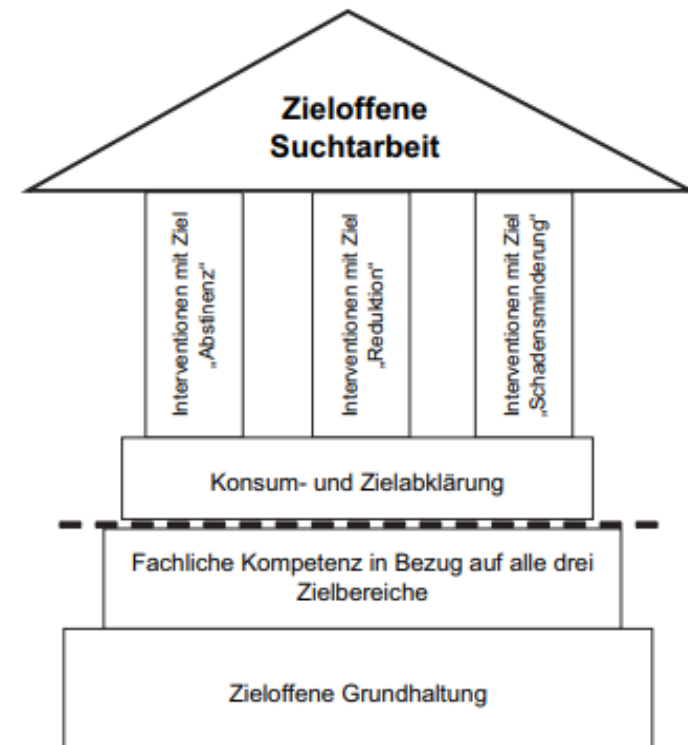 Zieloffene
Suchtarbeit
Interventionen mit Ziel
„Abstinenz“
Interventionen mit Ziel
„Reduktion“
Interventionen mit Ziel
„Schadensminderung“
Konsum- und Zielabklärung
Fachliche Kompetenz in Bezug auf alle drei
Zielbereiche
Zieloffene Grundhaltung